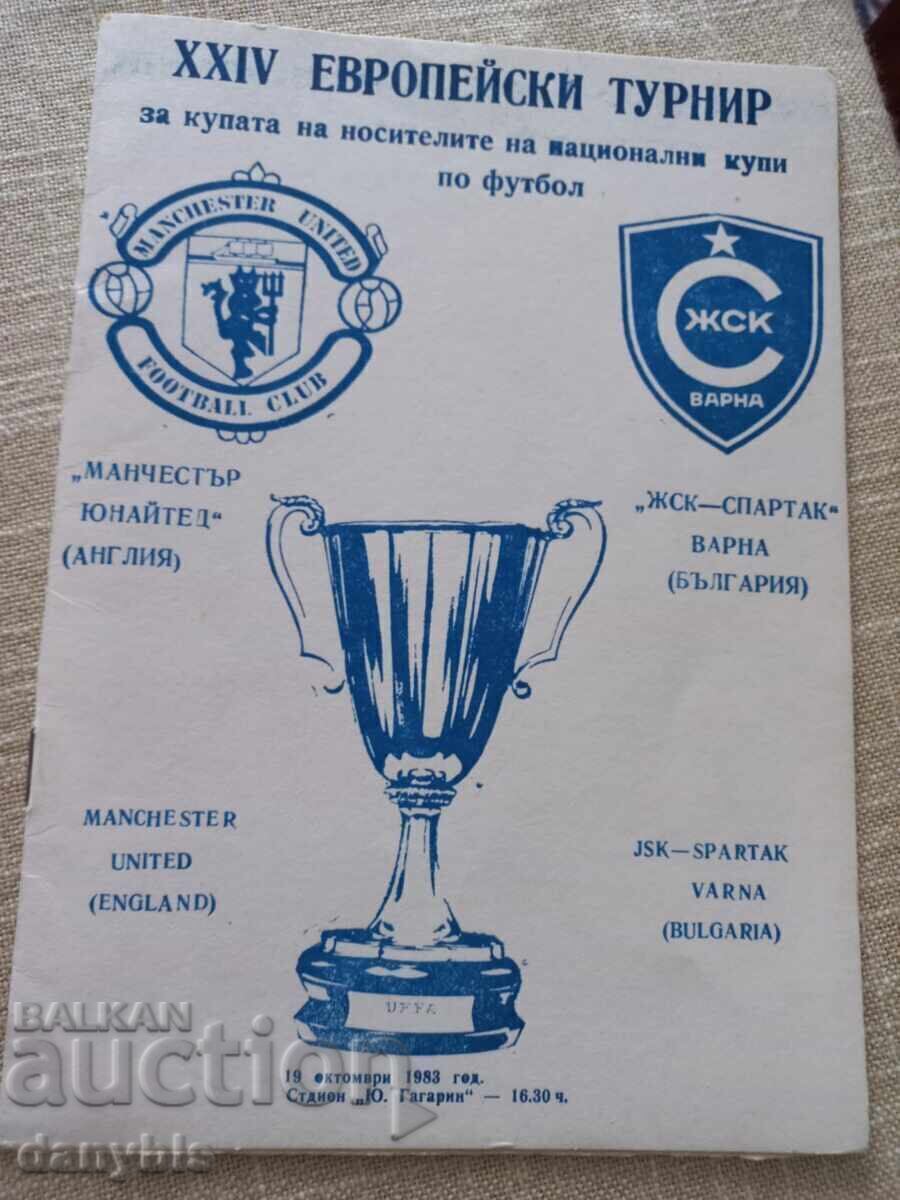 XXIV ЕВРОПЕЙСКИ ТУРНИР
за купата на носителите на национални купи
по футбол
MANCHESTER UNITED
FOOTBALL CLUB
ЖСК
ВАРНА
„МАНЧЕСТЪР
ЮНАЙТЕД“
(АНГЛИЯ)
„ЖСК—СПАРТАК“
ВАРНА
(БЪЛГАРИЯ)
MANCHESTER
UNITED
(ENGLAND)
JSK—SPARTAK
VARNA
(BULGARIA)
UEFA
19 октомври 1983 год.
Стдион „Ю. Гагарин“ — 16.30 ч.
BALKAN
auction
danybls